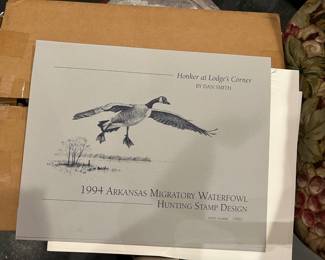 Honker at Lodge's Corner
BY DAN SMITH
1994 ARKANSAS MIGRATORY WATERFOWL
HUNTING STAMP DESIGN